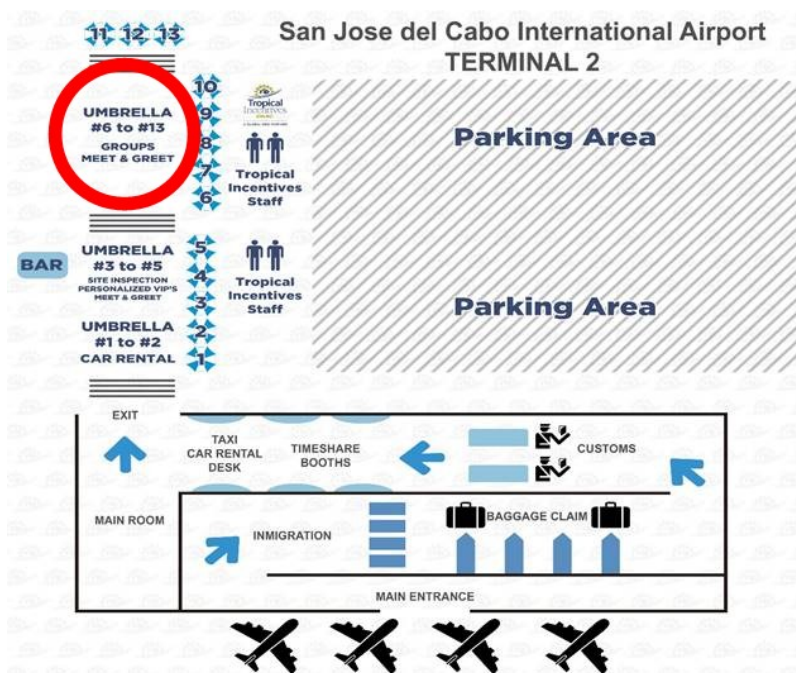 San Jose del Cabo International Airport
TERMINAL 2
11 12 13
UMBRELLA
#6 to #13
GROUPS
MEET & GREET
10
9
8
7
6
Tropical
Incentives
Tropical
Incentives
Staff
Parking Area
BAR
UMBRELLA
#3 to #5
SITE INSPECTION
PERSONALIZED VIP'S
MEET & GREET
UMBRELLA
#1 to #2
CAR RENTAL
5
4
3
2
1
Tropical
Incentives
Staff
Parking Area
EXIT
TAXI
CAR RENTAL
DESK
TIMESHARE
BOOTHS
CUSTOMS
MAIN ROOM
INMIGRATION
BAGGAGE CLAIM
MAIN ENTRANCE